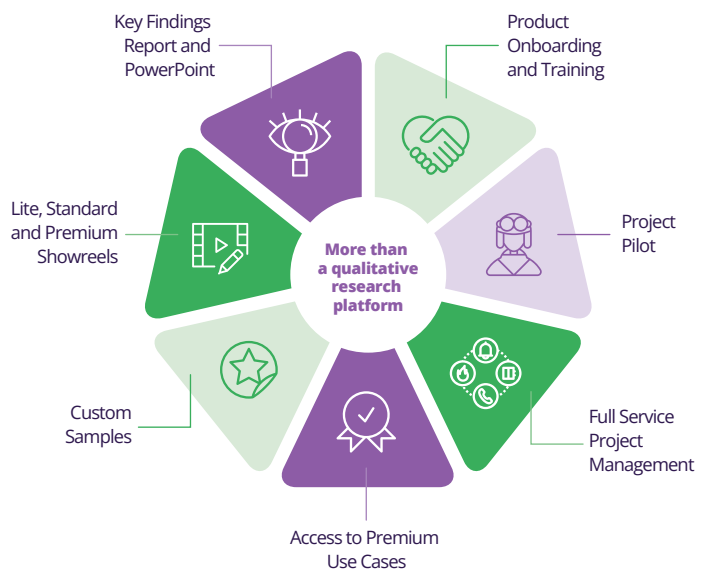 Key Findings
Report and
PowerPoint
Product
Onboarding
and Training
Lite, Standard
and Premium
Showreels
Project
Pilot
More than
a qualitative
research
platform
Custom
Samples
Full Service
Project
Management
Access to Premium
Use Cases